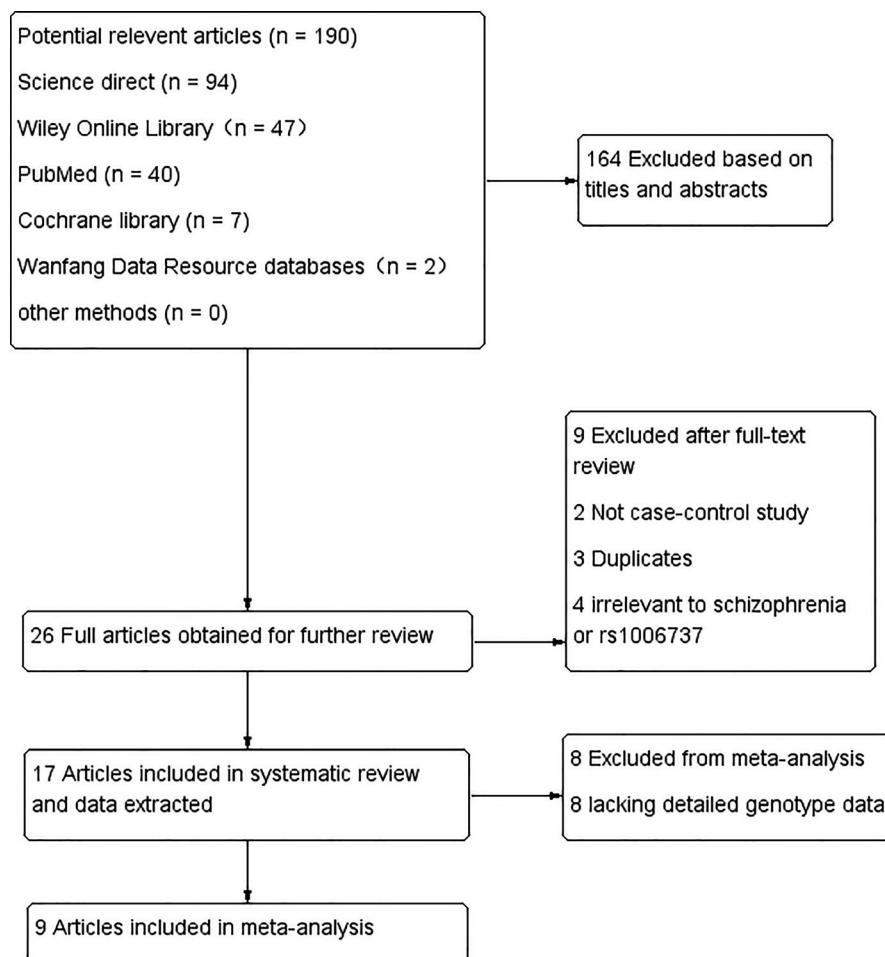 Potential relevent articles (n = 190)
Science direct (n = 94)
Wiley Online Library（n = 47）
PubMed (n = 40)
Cochrane library (n = 7)
Wanfang Data Resource databases（n = 2）
other methods (n = 0)
164 Excluded based on
titles and abstracts
9 Excluded after full-text
review
2 Not case-control study
3 Duplicates
4 irrelevant to schizophrenia
or rs1006737
26 Full articles obtained for further review
17 Articles included in systematic review
and data extracted
8 Excluded from meta-analysis
8 lacking detailed genotype data
9 Articles included in meta-analysis